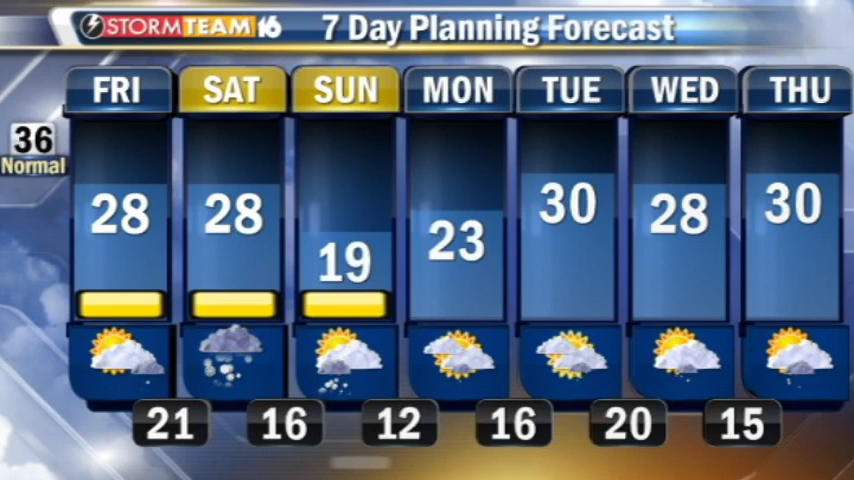 STORMTEAM16 7 Day Planning Forecast
FRI SAT SUN MON TUE WED THU
36
Normal
28 28 19 23 30 28 30
21 16 12 16 20 15